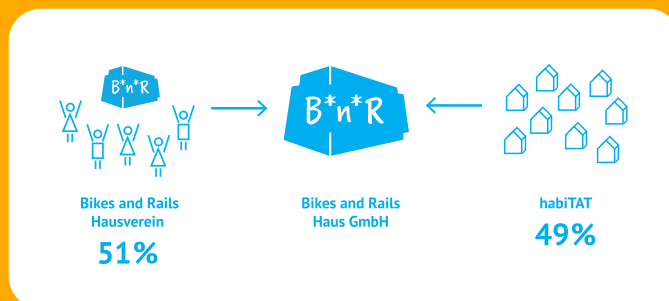 B*n*R
B*n*R
Bikes and Rails
Hausverein
51%
Bikes and Rails
Haus GmbH
habiTAT
49%